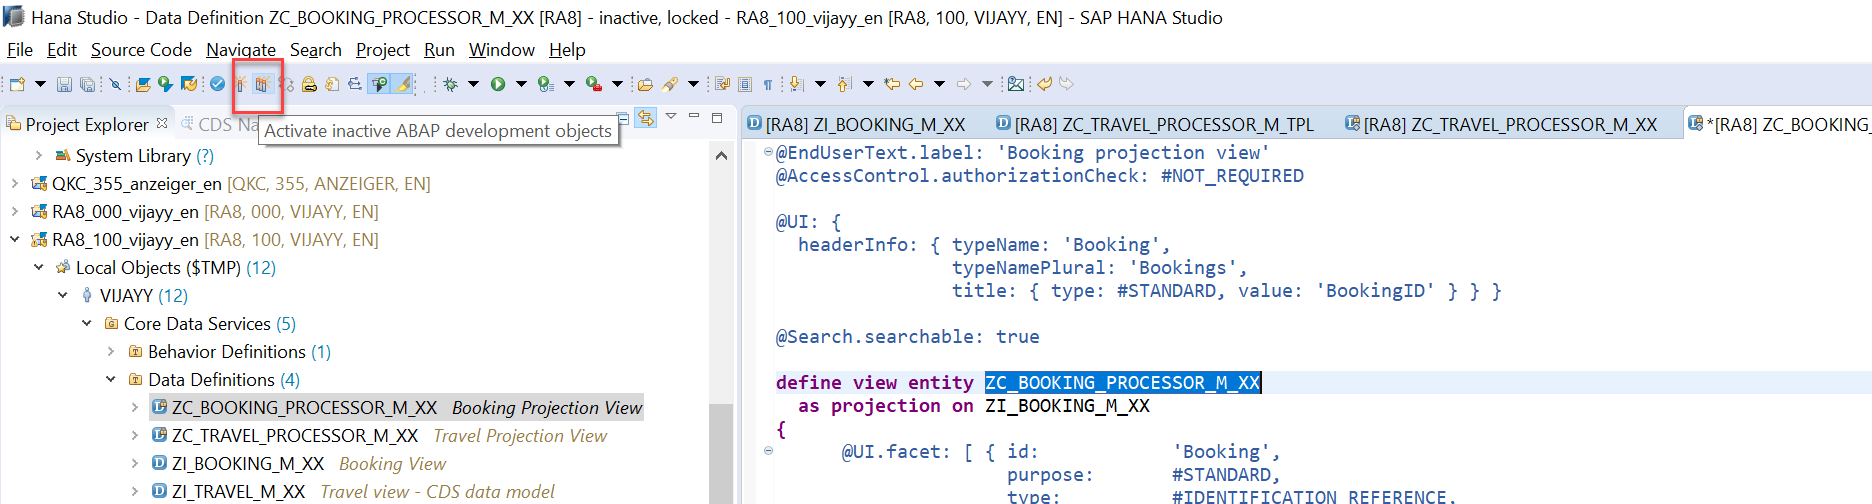 Hana Studio - Data Definition ZC_BOOKING_PROCESSOR_M_XX [RA8] - inactive, locked - RA8_100_vijayy_en [RA8, 100, VIJAYY, EN] - SAP HANA Studio
File Edit Source Code Navigate Search Project Run Window Help
Project Explorer CDS Na
Activate inactive ABAP development objects
System Library (?)
QKC_355_anzeiger_en [QKC, 355, ANZEIGER, EN]
RA8_000_vijayy_en [RA8, 000, VIJAYY, EN]
RA8_100_vijayy_en [RA8, 100, VIJAYY, EN]
Local Objects ($TMP) (12)
VIJAYY (12)
Core Data Services (5)
Behavior Definitions (1)
Data Definitions (4)
ZC_BOOKING_PROCESSOR_M_XX Booking Projection View
ZC_TRAVEL_PROCESSOR_M_XX Travel Projection View
ZI_BOOKING_M_XX Booking View
ZI_TRAVEL_M_XX Travel view - CDS data model
[RA8] ZI_BOOKING_M_XX [RA8] ZC_TRAVEL_PROCESSOR_M_TPL [RA8] ZC_TRAVEL_PROCESSOR_M_XX *[RA8] ZC_BOOKING_
@EndUserText.label: 'Booking projection view'
@AccessControl.authorizationCheck: #NOT_REQUIRED
@UI: {
headerInfo: { typeName: 'Booking',
typeNamePlural: 'Bookings',
title: { type: #STANDARD, value: 'BookingID' } } }
@Search.searchable: true
define view entity ZC_BOOKING_PROCESSOR_M_XX
as projection on ZI_BOOKING_M_XX
{
@UI.facet: [ { id: 'Booking',
purpose: #STANDARD,
type: #IDENTIFICATION_REFERENCE,